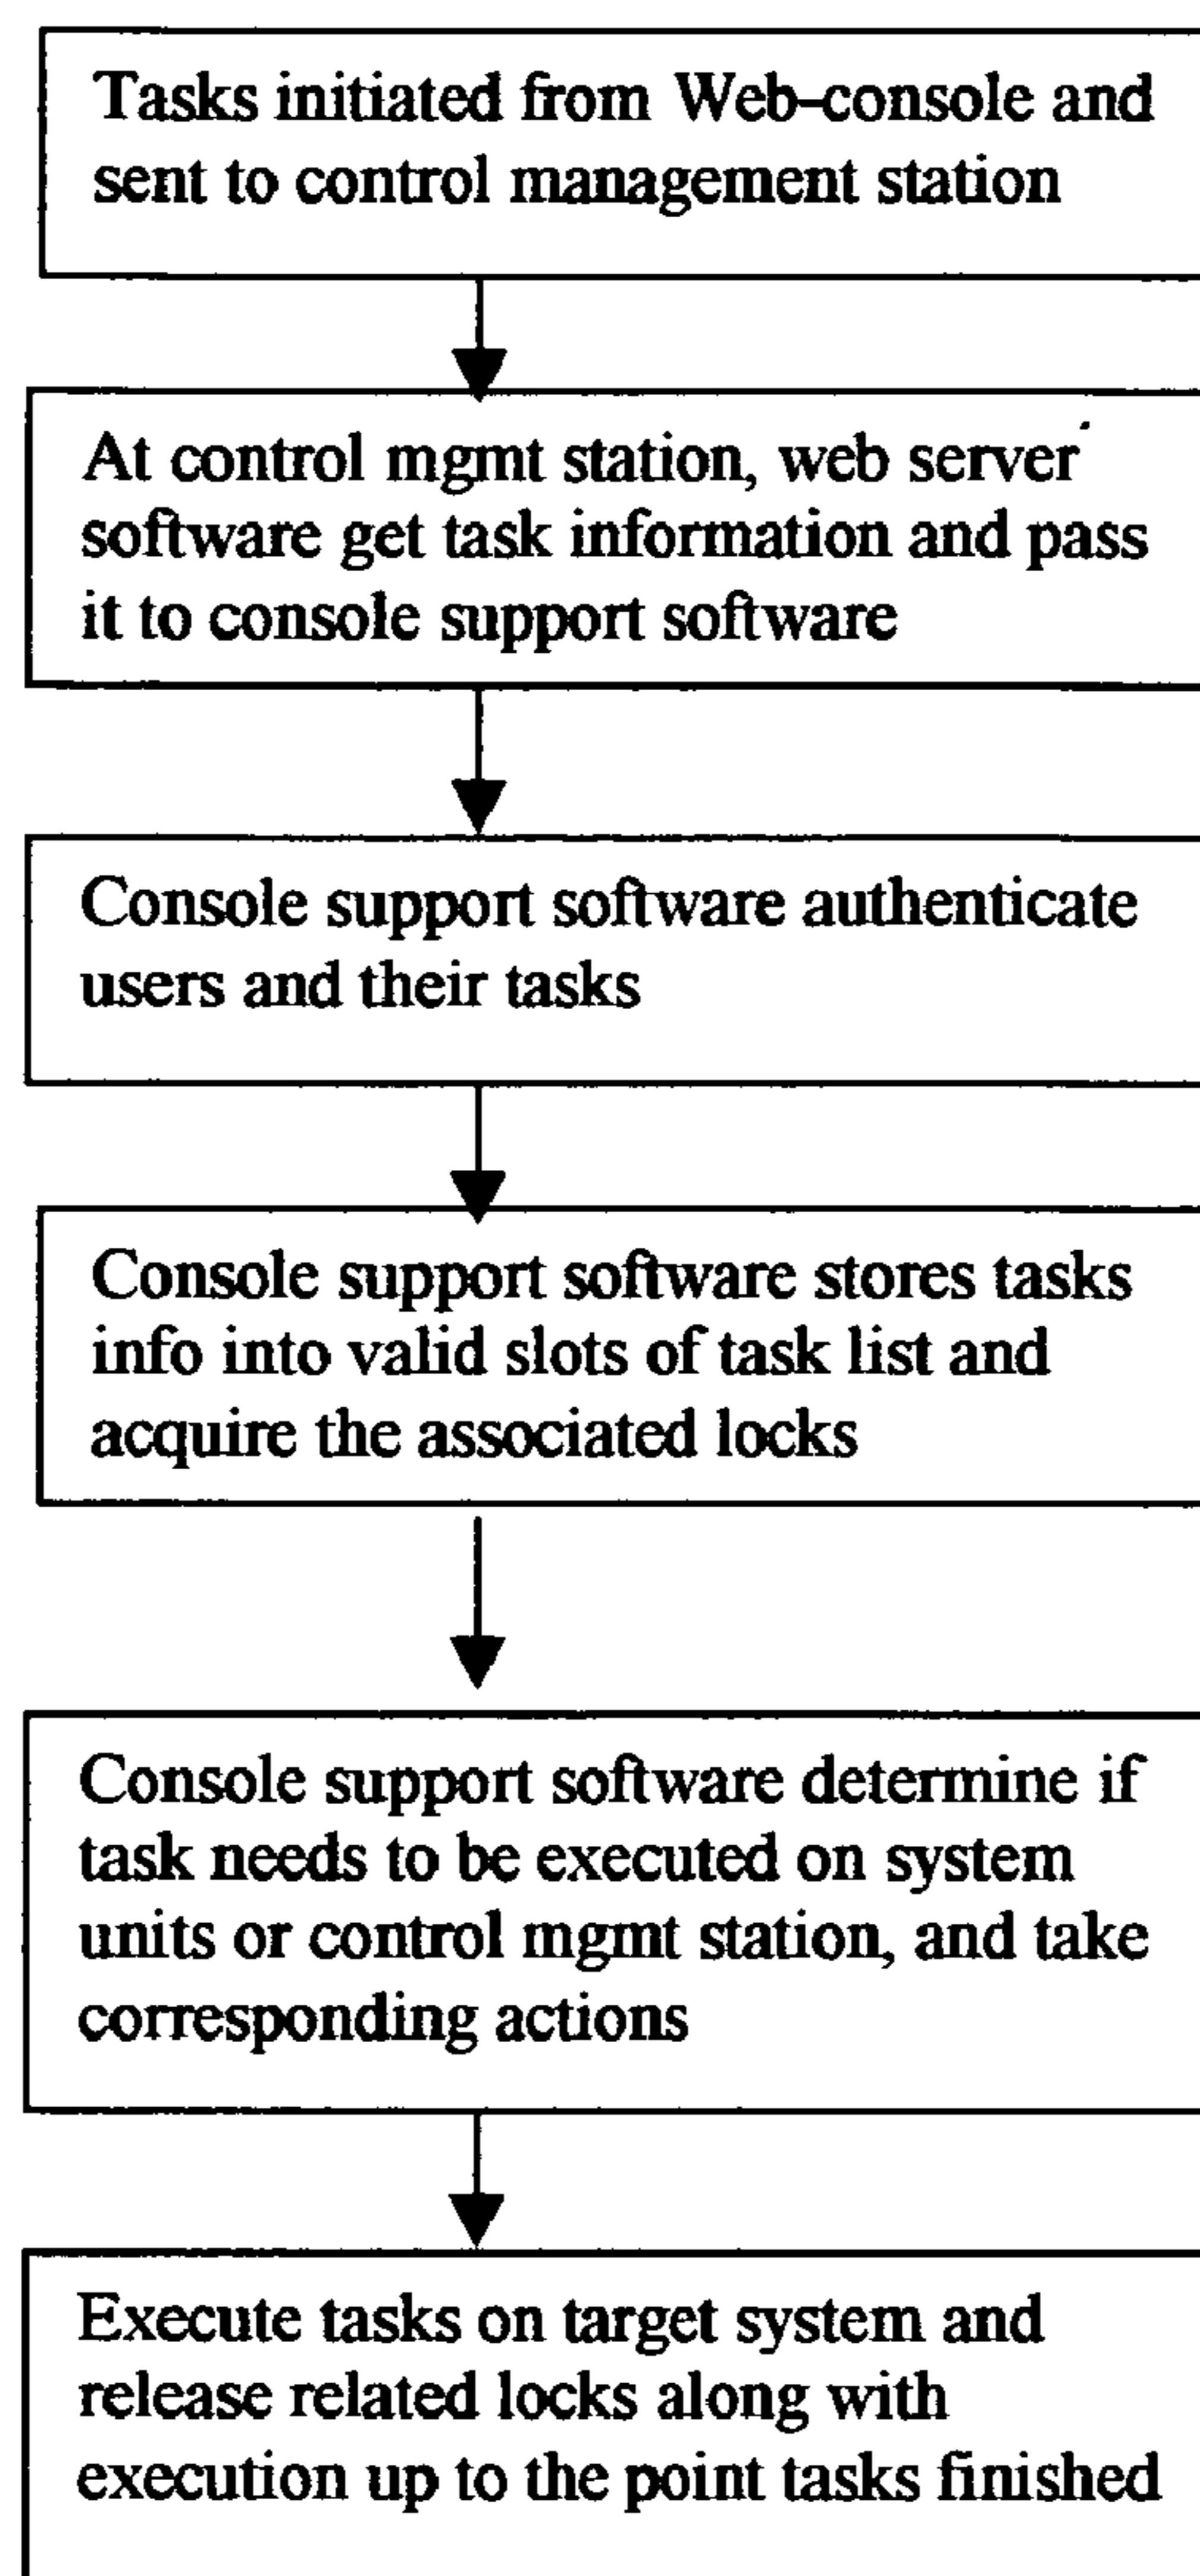 Tasks initiated from Web-console and
sent to control management station
At control mgmt station, web server
software get task information and pass
it to console support software
Console support software authenticate
users and their tasks
Console support software stores tasks
info into valid slots of task list and
acquire the associated locks
Console support software determine if
task needs to be executed on system
units or control mgmt station, and take
corresponding actions
Execute tasks on target system and
release related locks along with
execution up to the point tasks finished